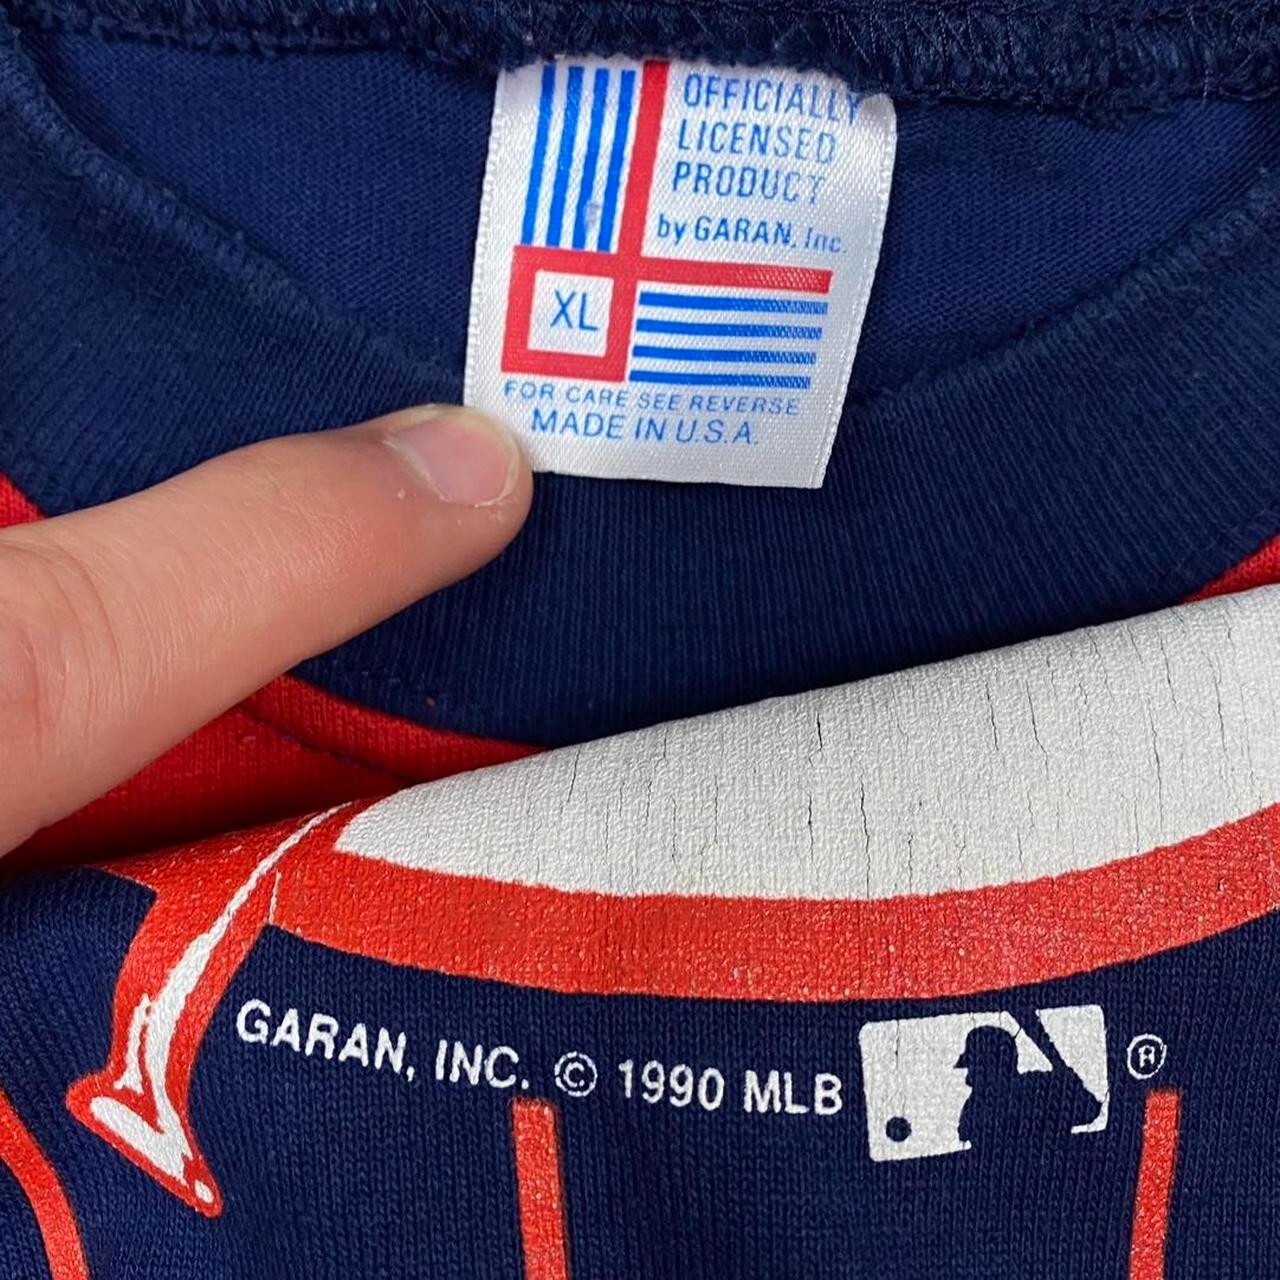 OFFICIALLY
LICENSED
PRODUCT
by GARAN, Inc.
XL
FOR CARE SEE REVERSE
MADE IN U.S.A.
GARAN, INC. © 1990 MLB ®